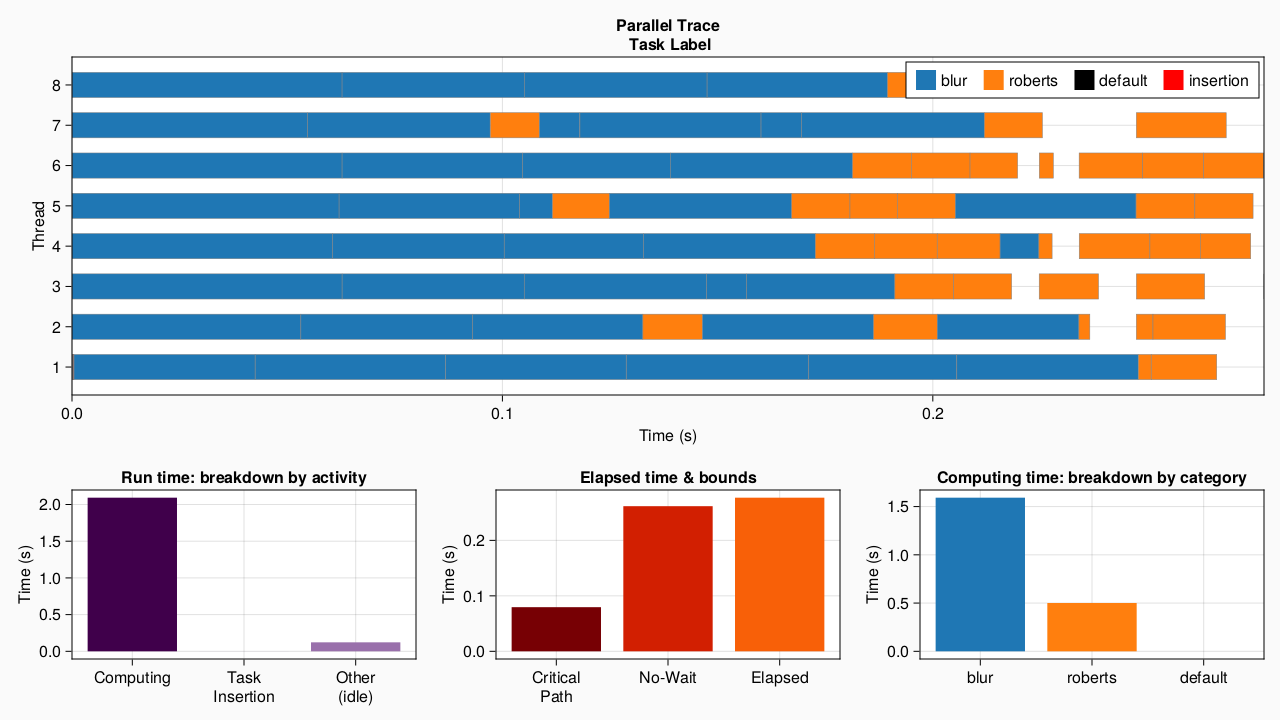 Parallel Trace
Task Label
blur roberts default insertion
Thread
8
7
6
5
4
3
2
1
0.0 0.1 0.2
Time (s)
Run time: breakdown by activity
Time (s)
2.0
1.5
1.0
0.5
0.0
Computing Task Insertion Other (idle)
Elapsed time & bounds
Time (s)
0.2
0.1
0.0
Critical Path No-Wait Elapsed
Computing time: breakdown by category
Time (s)
1.5
1.0
0.5
0.0
blur roberts default